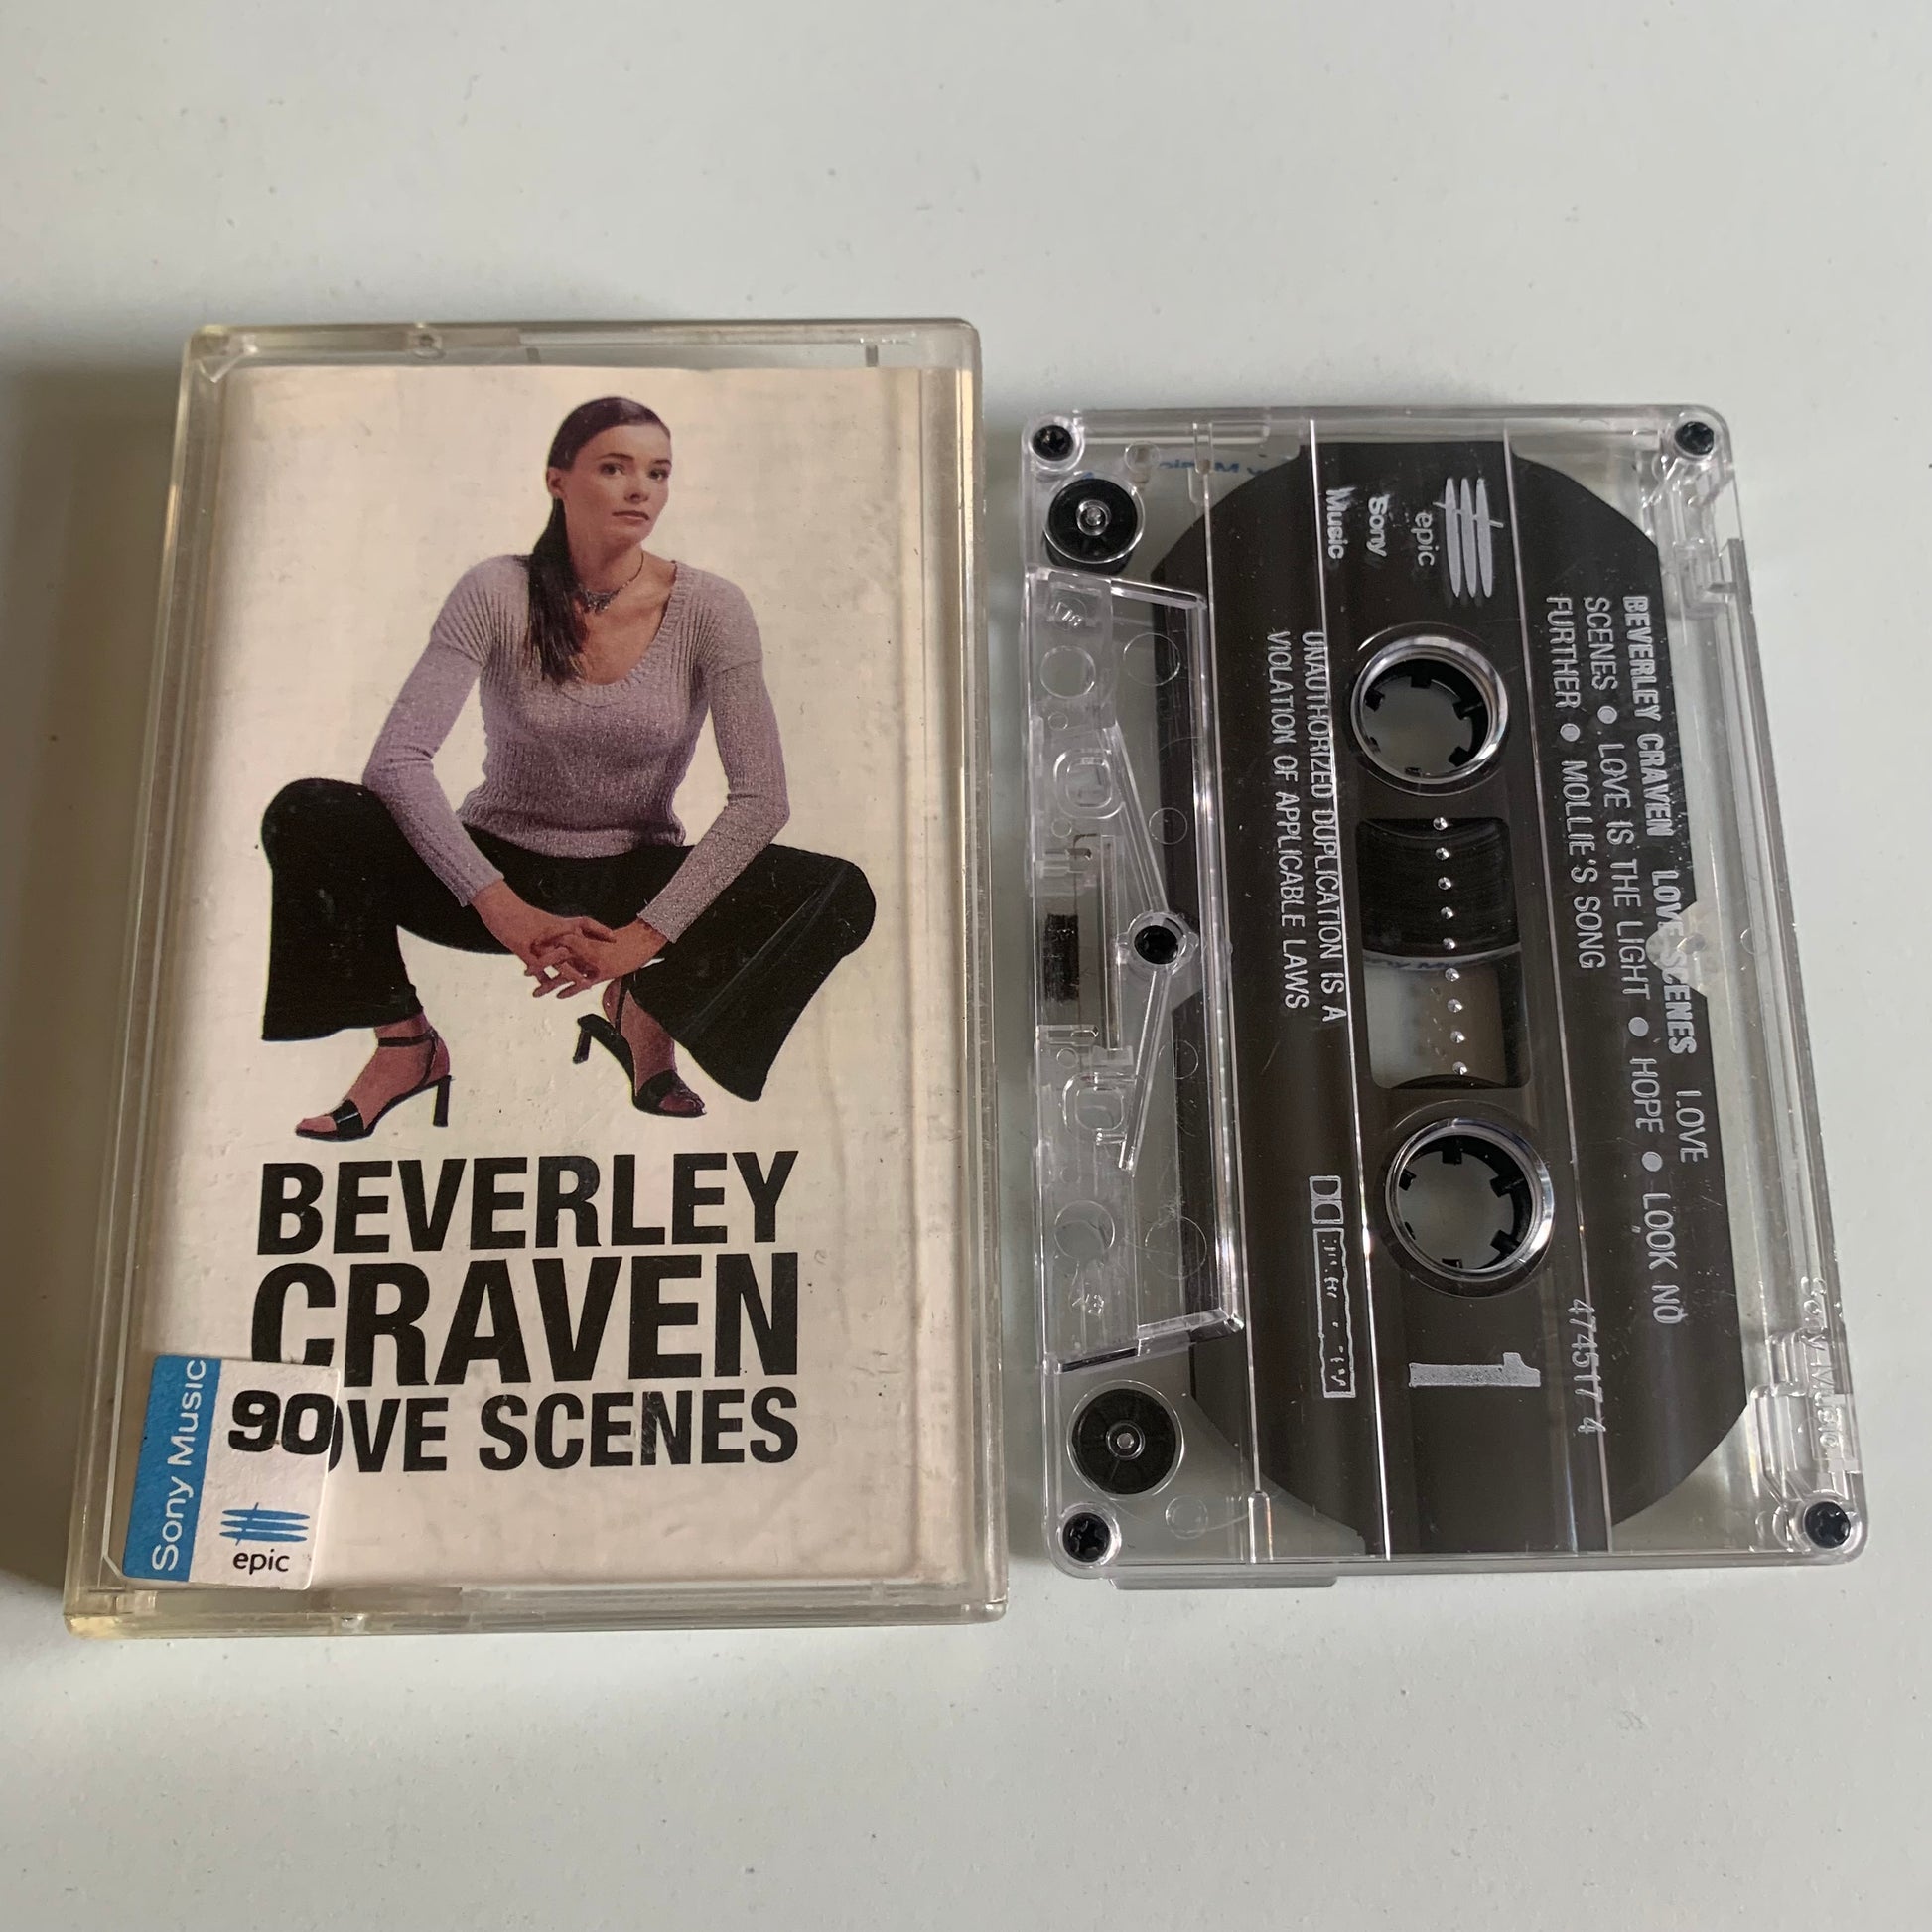 BEVERLEY
CRAVEN
OVE SCENES
Sony Music
90
epic
BEVERLEY CRAVEN LOVE SCENES LOVE
SCENES ● LOVE IS THE LIGHT ● HOPE ● LOOK NO
FURTHER ● MOLLIE'S SONG
474517 4
epic
Sony
Music
1
UNAUTHORIZED DUPLICATION IS A
VIOLATION OF APPLICABLE LAWS